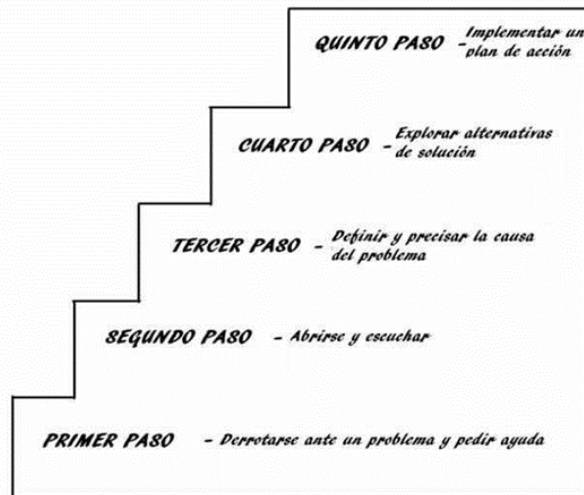 QUINTO PASO - Implementar un
plan de acción
CUARTO PASO - Explorar alternativas
de solución
TERCER PASO - Definir y precisar la causa
del problema
SEGUNDO PASO - Abrirse y escuchar
PRIMER PASO - Derrotarse ante un problema y pedir ayuda